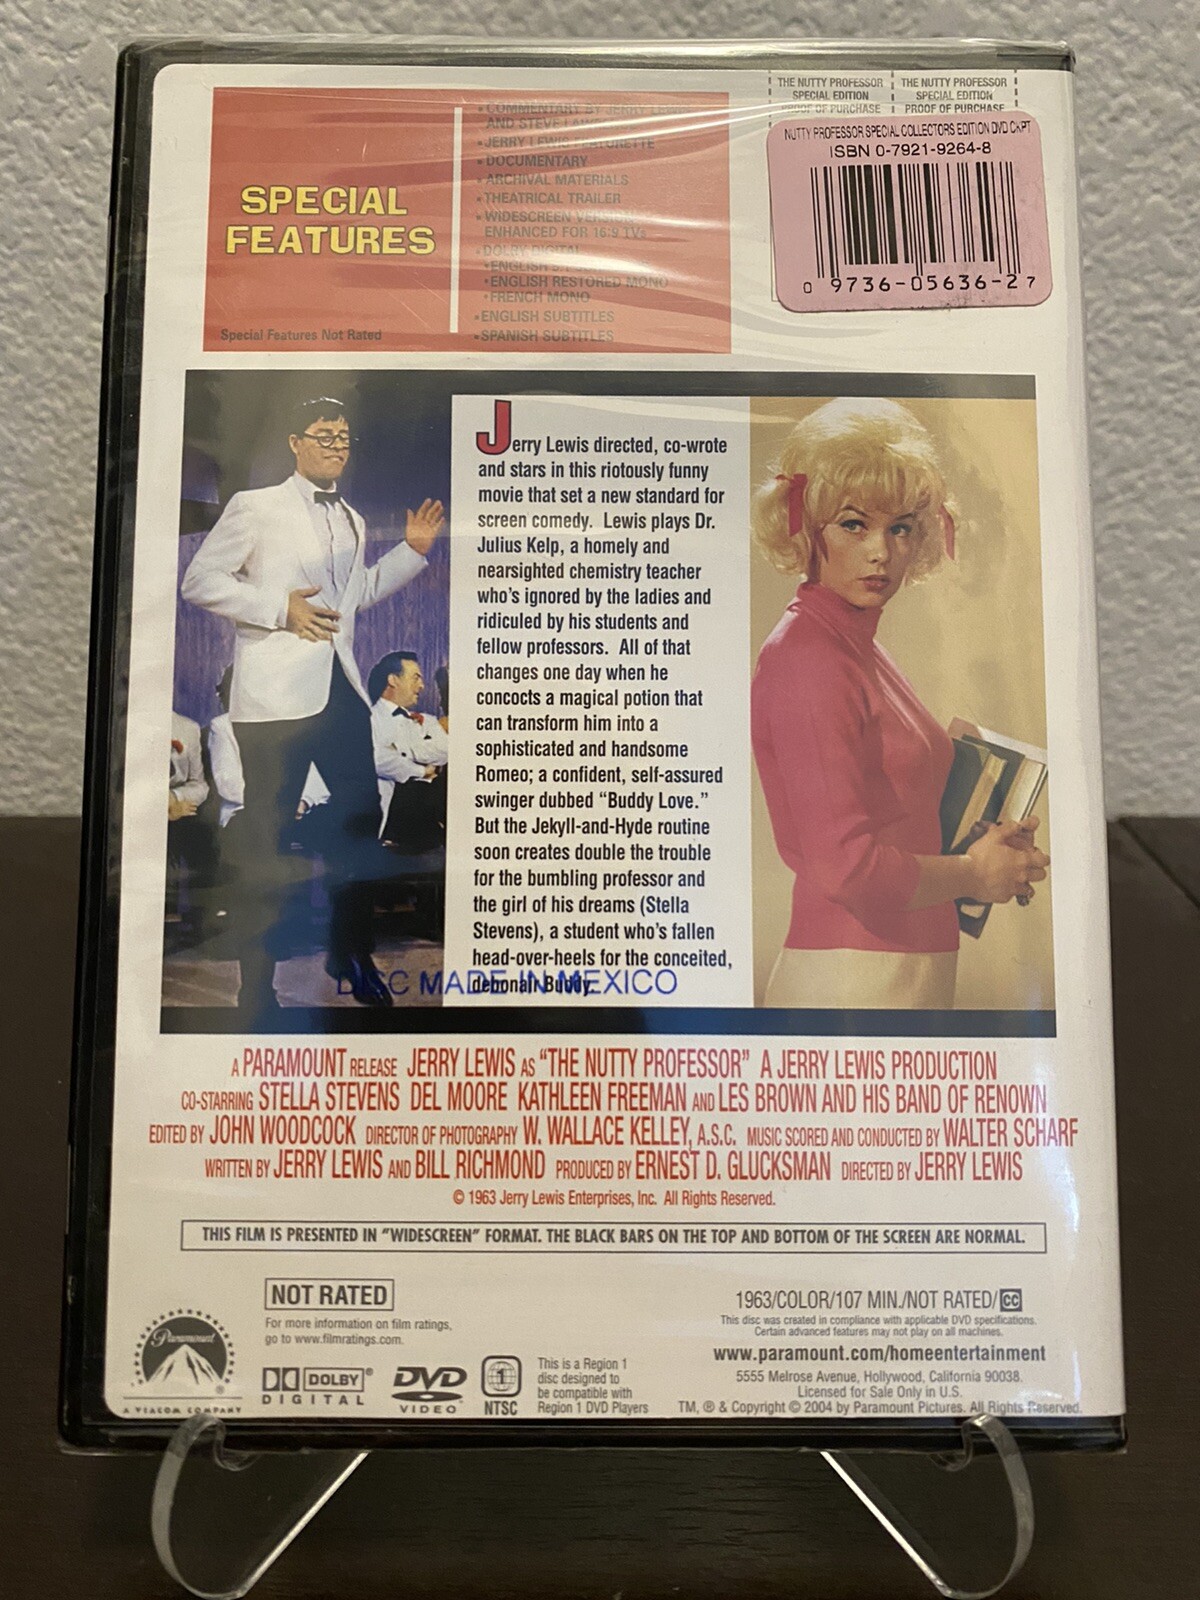 THE NUTTY PROFESSOR
SPECIAL EDITION
PROOF OF PURCHASE
THE NUTTY PROFESSOR
SPECIAL EDITION
PROOF OF PURCHASE
NUTTY PROFESSOR SPECIAL COLLECTORS EDITION DVD CKPT
ISBN 0-7921-9264-8
0 9736-05636-2 7
SPECIAL
FEATURES
Special Features Not Rated
• COMMENTARY BY JERRY
AND STEVE
• JERRY LEWIS FEATURETTE
• DOCUMENTARY
• ARCHIVAL MATERIALS
• THEATRICAL TRAILER
• WIDESCREEN VERSION
ENHANCED FOR 16:9 TVs
• DOLBY DIGITAL
• ENGLISH
• ENGLISH RESTORED MONO
• FRENCH MONO
• ENGLISH SUBTITLES
• SPANISH SUBTITLES
Jerry Lewis directed, co-wrote
and stars in this riotously funny
movie that set a new standard for
screen comedy. Lewis plays Dr.
Julius Kelp, a homely and
nearsighted chemistry teacher
who's ignored by the ladies and
ridiculed by his students and
fellow professors. All of that
changes one day when he
concocts a magical potion that
can transform him into a
sophisticated and handsome
Romeo; a confident, self-assured
swinger dubbed “Buddy Love.”
But the Jekyll-and-Hyde routine
soon creates double the trouble
for the bumbling professor and
the girl of his dreams (Stella
Stevens), a student who's fallen
head-over-heels for the conceited,
debonair Buddy.
DISC MADE IN MEXICO
A PARAMOUNT RELEASE JERRY LEWIS AS “THE NUTTY PROFESSOR” A JERRY LEWIS PRODUCTION
CO-STARRING STELLA STEVENS DEL MOORE KATHLEEN FREEMAN AND LES BROWN AND HIS BAND OF RENOWN
EDITED BY JOHN WOODCOCK DIRECTOR OF PHOTOGRAPHY W. WALLACE KELLEY, A.S.C. MUSIC SCORED AND CONDUCTED BY WALTER SCHARF
WRITTEN BY JERRY LEWIS AND BILL RICHMOND PRODUCED BY ERNEST D. GLUCKSMAN DIRECTED BY JERRY LEWIS
© 1963 Jerry Lewis Enterprises, Inc. All Rights Reserved.
THIS FILM IS PRESENTED IN “WIDESCREEN” FORMAT. THE BLACK BARS ON THE TOP AND BOTTOM OF THE SCREEN ARE NORMAL.
NOT RATED
For more information on film ratings,
go to www.filmratings.com.
Paramount
®
A VIACOM COMPANY
DOLBY®
DIGITAL
DVD
VIDEO™
1
NTSC
This is a Region 1
disc designed to
be compatible with
Region 1 DVD Players
1963/COLOR/107 MIN./NOT RATED/CC
This disc was created in compliance with applicable DVD specifications.
Certain advanced features may not play on all machines.
www.paramount.com/homeentertainment
5555 Melrose Avenue, Hollywood, California 90038.
Licensed for Sale Only in U.S.
TM, ® & Copyright © 2004 by Paramount Pictures. All Rights Reserved.